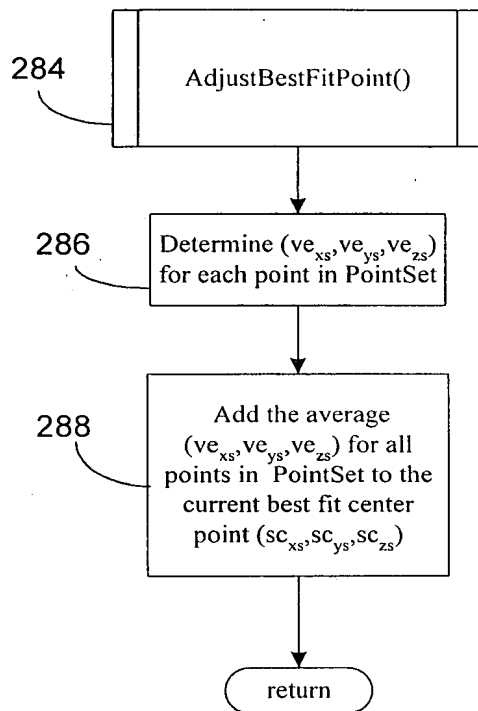 284
AdjustBestFitPoint()
286
Determine (ve_xs,ve_ys,ve_zs)
for each point in PointSet
288
Add the average
(ve_xs,ve_ys,ve_zs) for all
points in PointSet to the
current best fit center
point (sc_xs,sc_ys,sc_zs)
return